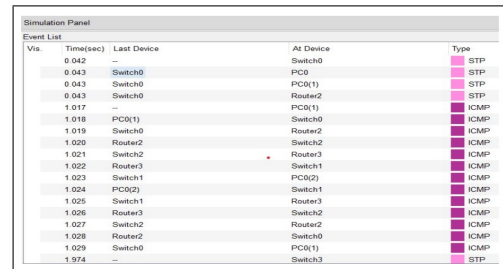 Simulation Panel
Event List
Vis. Time(sec) Last Device At Device Type
0.042 -- Switch0 STP
0.043 Switch0 PC0 STP
0.043 Switch0 PC0(1) STP
0.043 Switch0 Router2 STP
1.017 -- PC0(1) ICMP
1.018 PC0(1) Switch0 ICMP
1.019 Switch0 Router2 ICMP
1.020 Router2 Switch2 ICMP
1.021 Switch2 Router3 ICMP
1.022 Router3 Switch1 ICMP
1.023 Switch1 PC0(2) ICMP
1.024 PC0(2) Switch1 ICMP
1.025 Switch1 Router3 ICMP
1.026 Router3 Switch2 ICMP
1.027 Switch2 Router2 ICMP
1.028 Router2 Switch0 ICMP
1.029 Switch0 PC0(1) ICMP
1.974 -- Switch3 STP